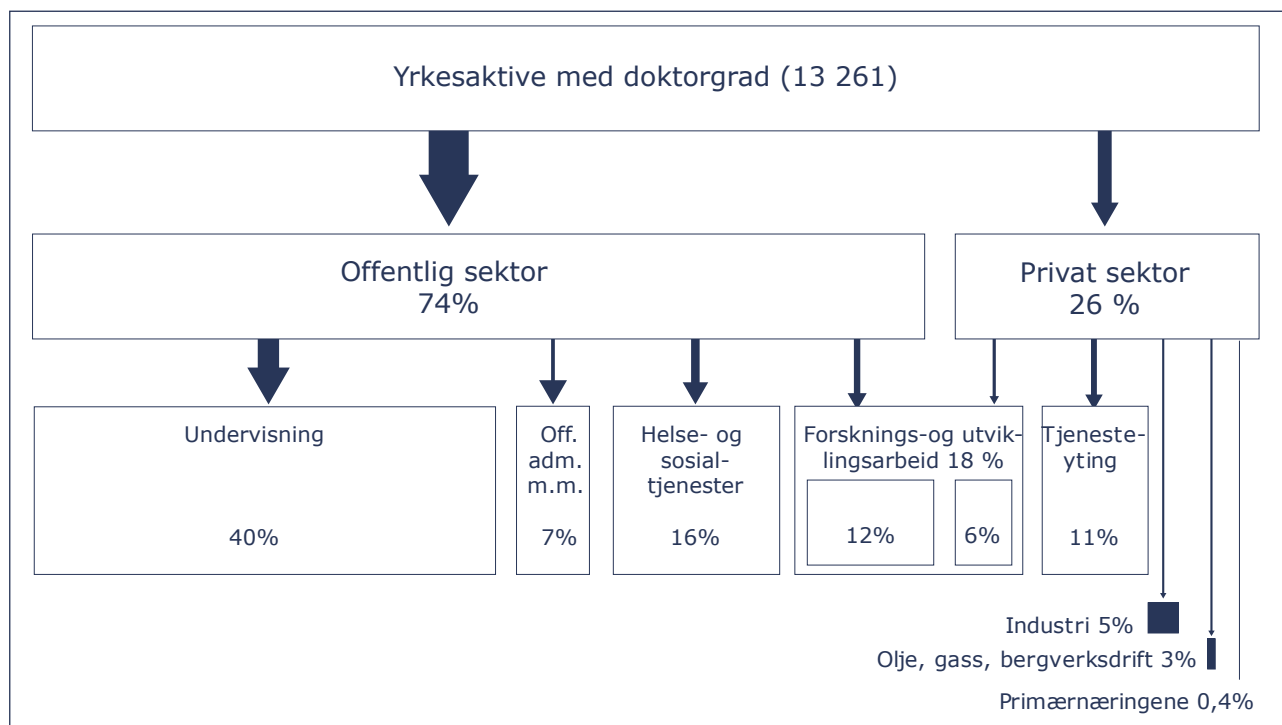 Yrkesaktive med doktorgrad (13 261)
Offentlig sektor
74%
Privat sektor
26 %
Undervisning
40%
Off.
adm.
m.m.
7%
Helse- og
sosial-
tjenester
16%
Forsknings-og utvik-
lingsarbeid 18 %
12%
6%
Tjeneste-
yting
11%
Industri 5%
Olje, gass, bergverksdrift 3%
Primærnæringene 0,4%